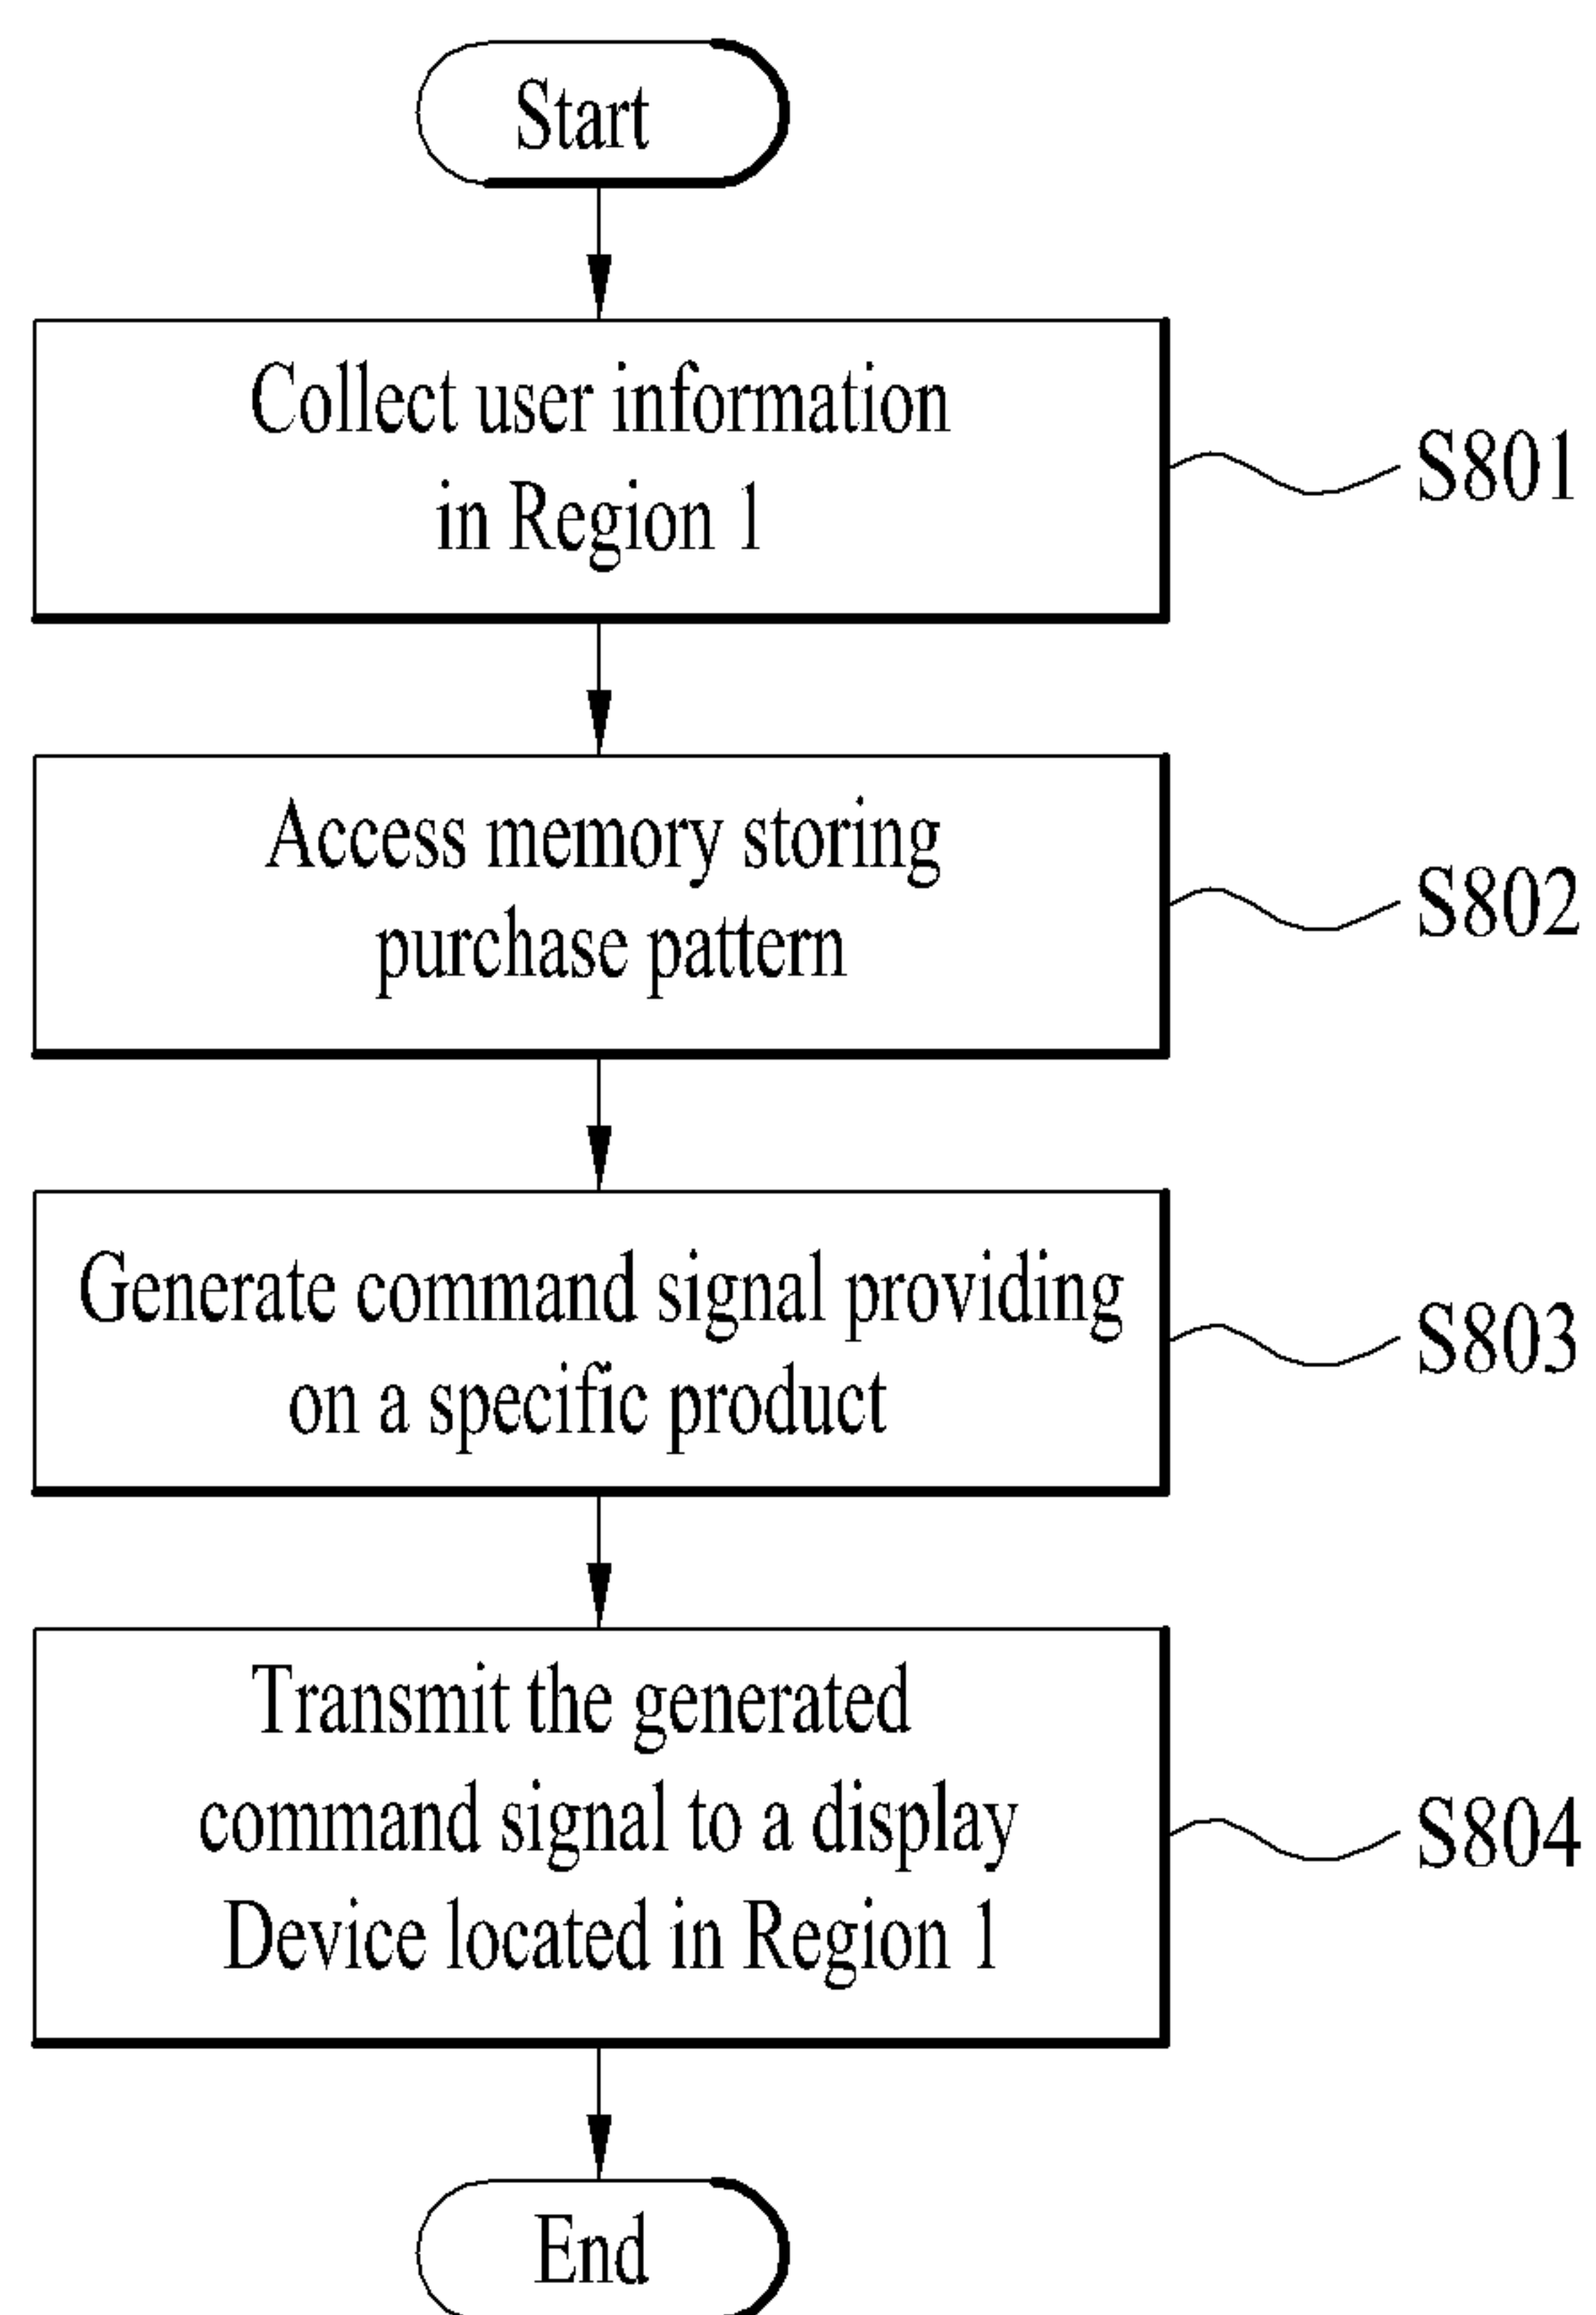 Start
Collect user information
in Region 1
S801
Access memory storing
purchase pattern
S802
Generate command signal providing
on a specific product
S803
Transmit the generated
command signal to a display
Device located in Region 1
S804
End